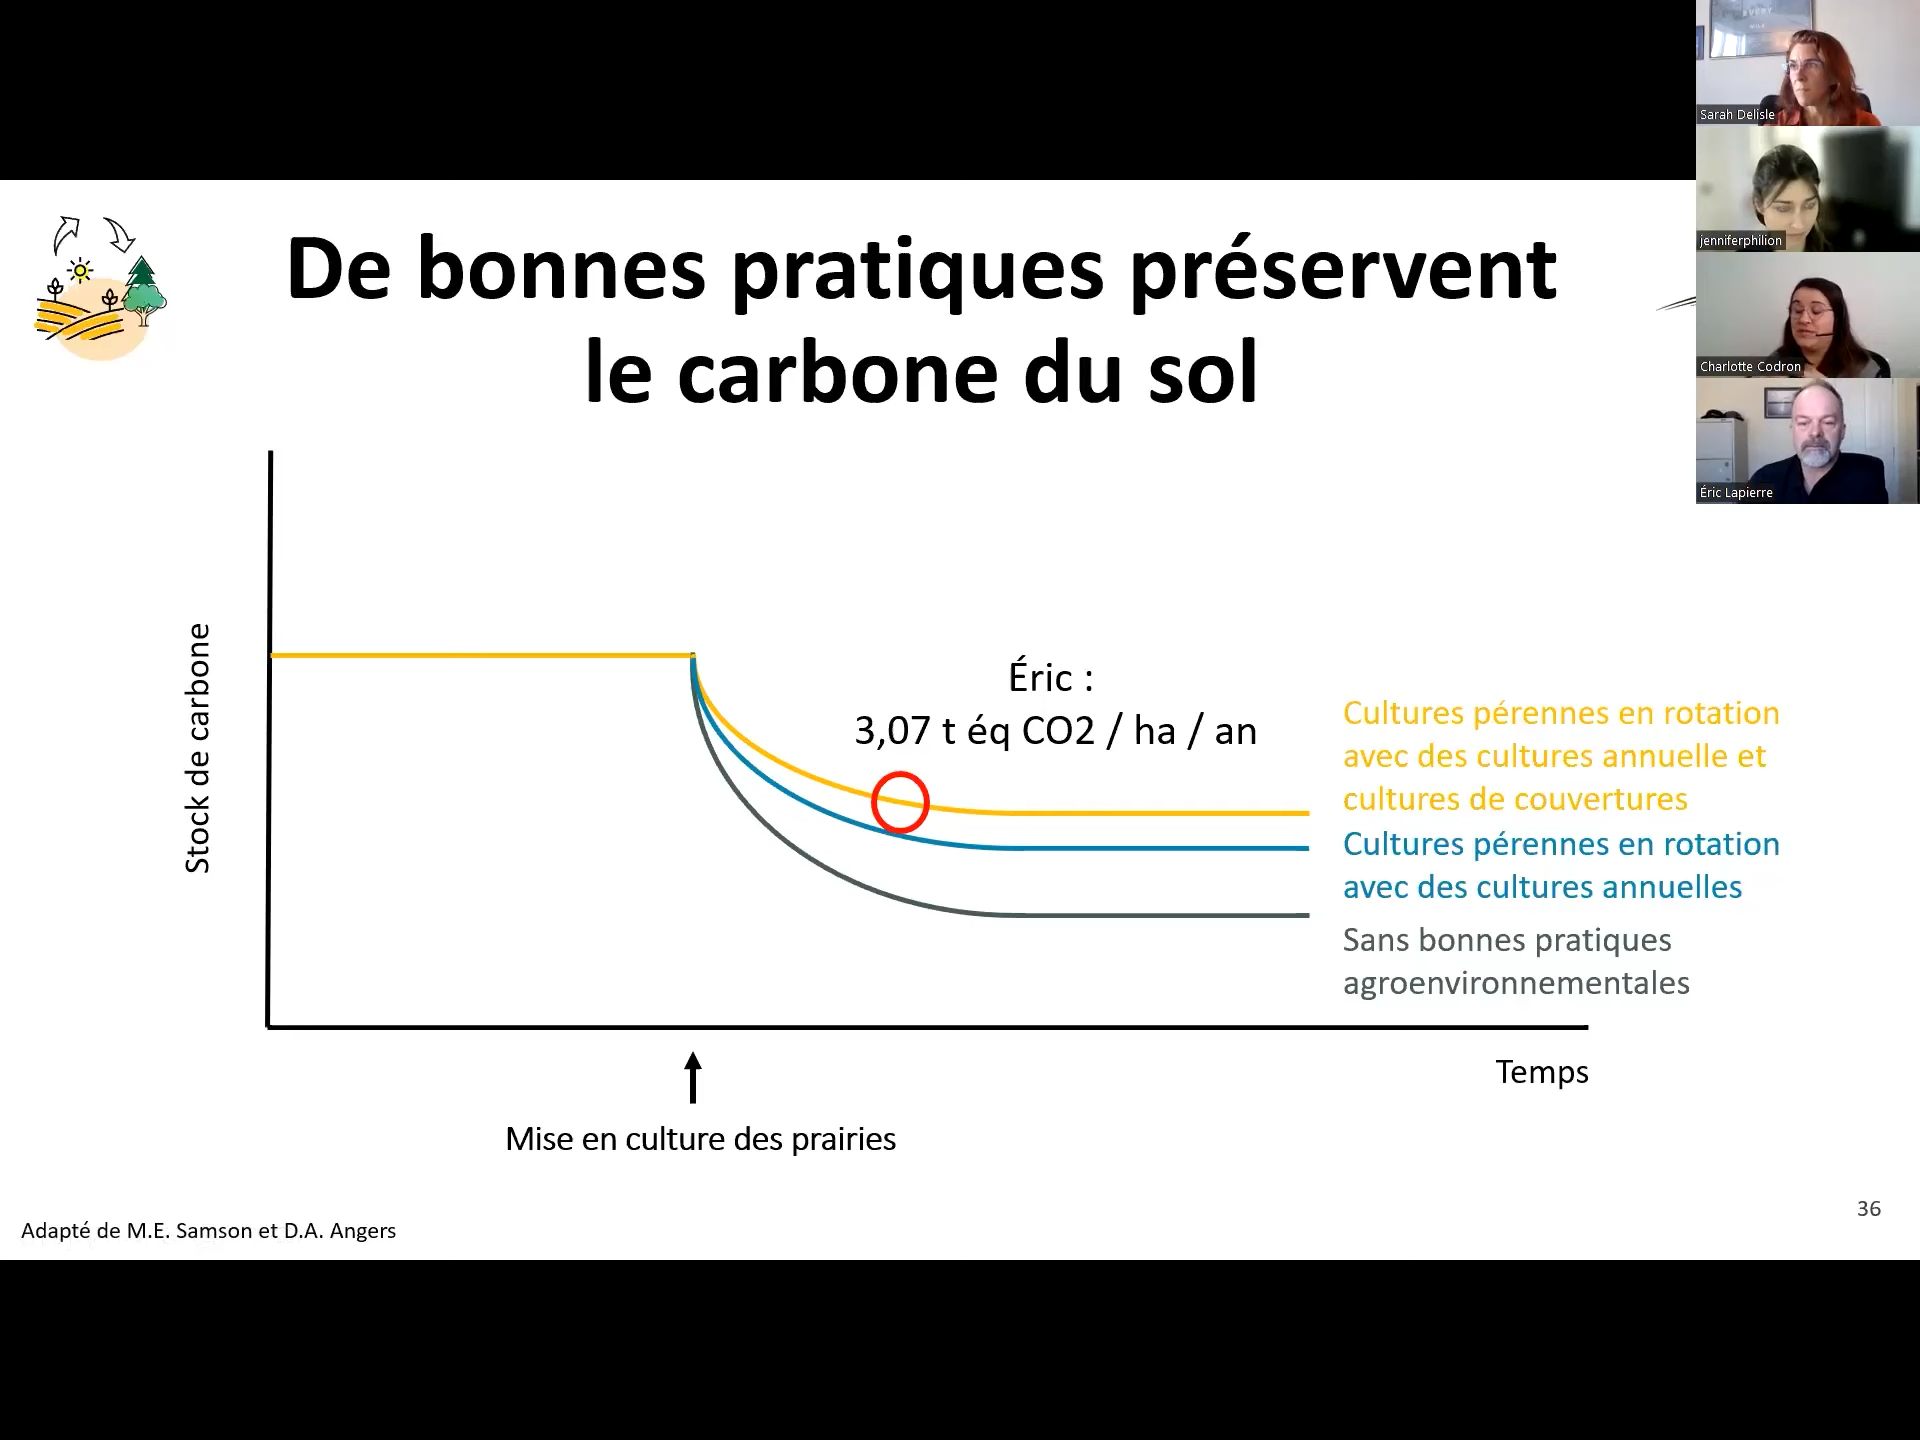 De bonnes pratiques préservent
le carbone du sol
Stock de carbone
Éric :
3,07 t éq CO2 / ha / an
Cultures pérennes en rotation
avec des cultures annuelle et
cultures de couvertures
Cultures pérennes en rotation
avec des cultures annuelles
Sans bonnes pratiques
agroenvironnementales
Temps
Mise en culture des prairies
Adapté de M.E. Samson et D.A. Angers
36
Sarah Delisle
jenniferphilion
Charlotte Codron
Éric Lapierre